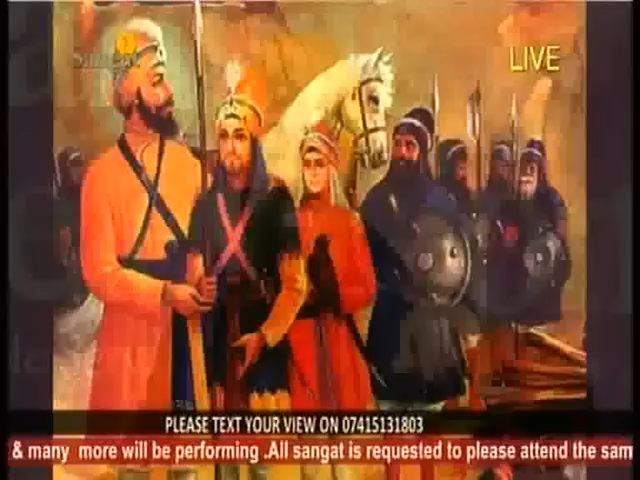 LIVE
PLEASE TEXT YOUR VIEW ON 07415131803
& many more will be performing .All sangat is requested to please attend the sam